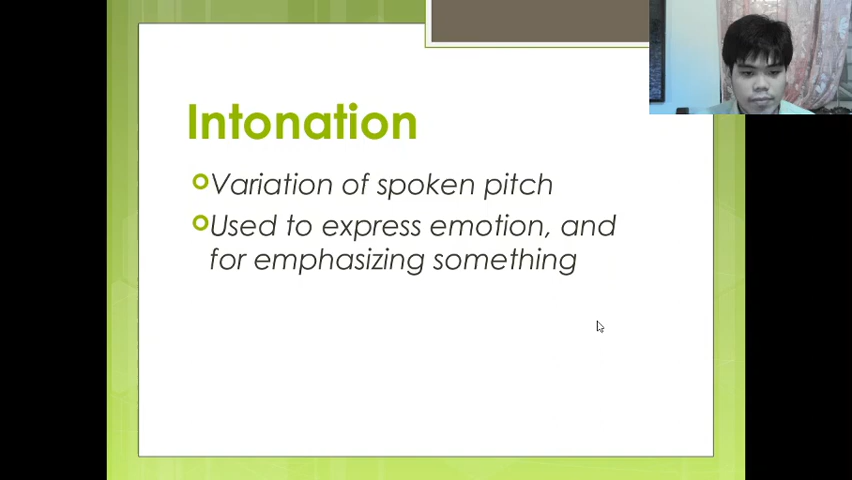 Intonation
Variation of spoken pitch
Used to express emotion, and
for emphasizing something